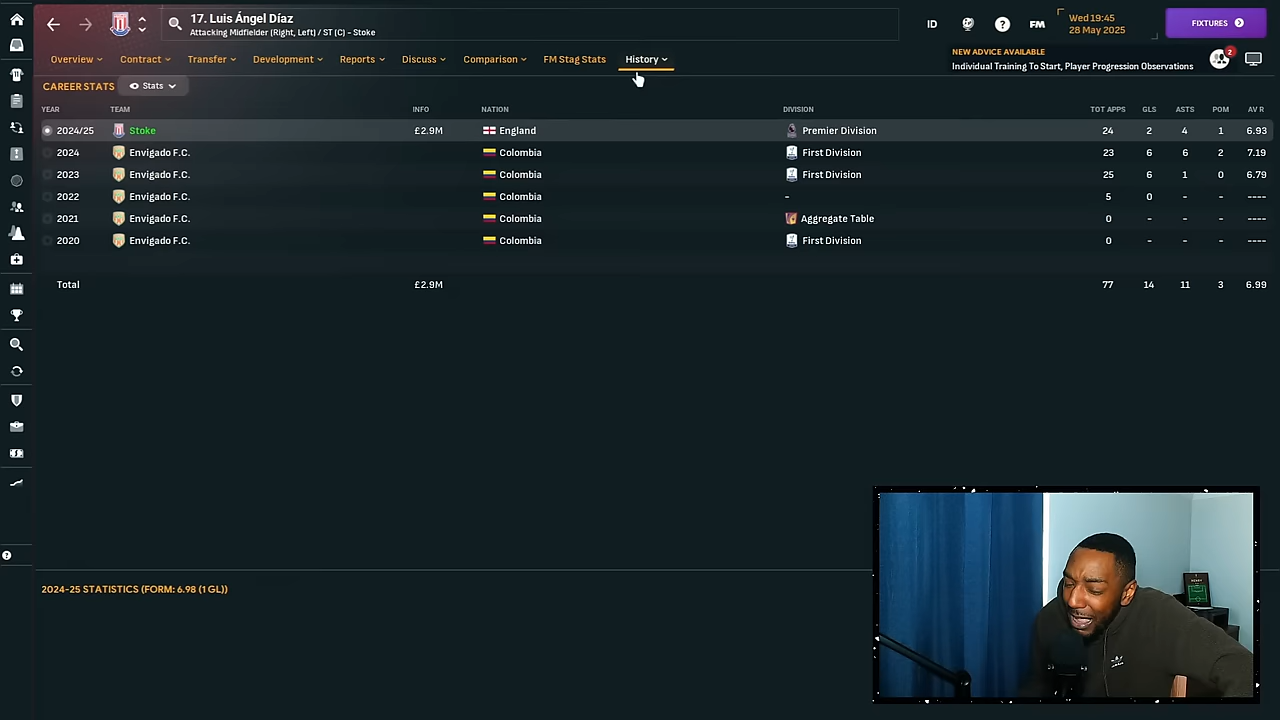 17. Luis Ángel Díaz
Attacking Midfielder (Right, Left) / ST (C) - Stoke
ID
?
FM
Wed 19:45
28 May 2025
FIXTURES
Overview Contract Transfer Development Reports Discuss Comparison FM Stag Stats History
NEW ADVICE AVAILABLE
Individual Training To Start, Player Progression Observations
2
CAREER STATS Stats
YEAR TEAM INFO NATION DIVISION TOT APPS GLS ASTS POM AV R
2024/25 Stoke £2.9M England Premier Division 24 2 4 1 6.93
2024 Envigado F.C. Colombia First Division 23 6 6 2 7.19
2023 Envigado F.C. Colombia First Division 25 6 1 0 6.79
2022 Envigado F.C. Colombia - 5 0 - - ----
2021 Envigado F.C. Colombia Aggregate Table 0 - - - ----
2020 Envigado F.C. Colombia First Division 0 - - - ----
Total £2.9M 77 14 11 3 6.99
?
2024-25 STATISTICS (FORM: 6.98 (1 GL))